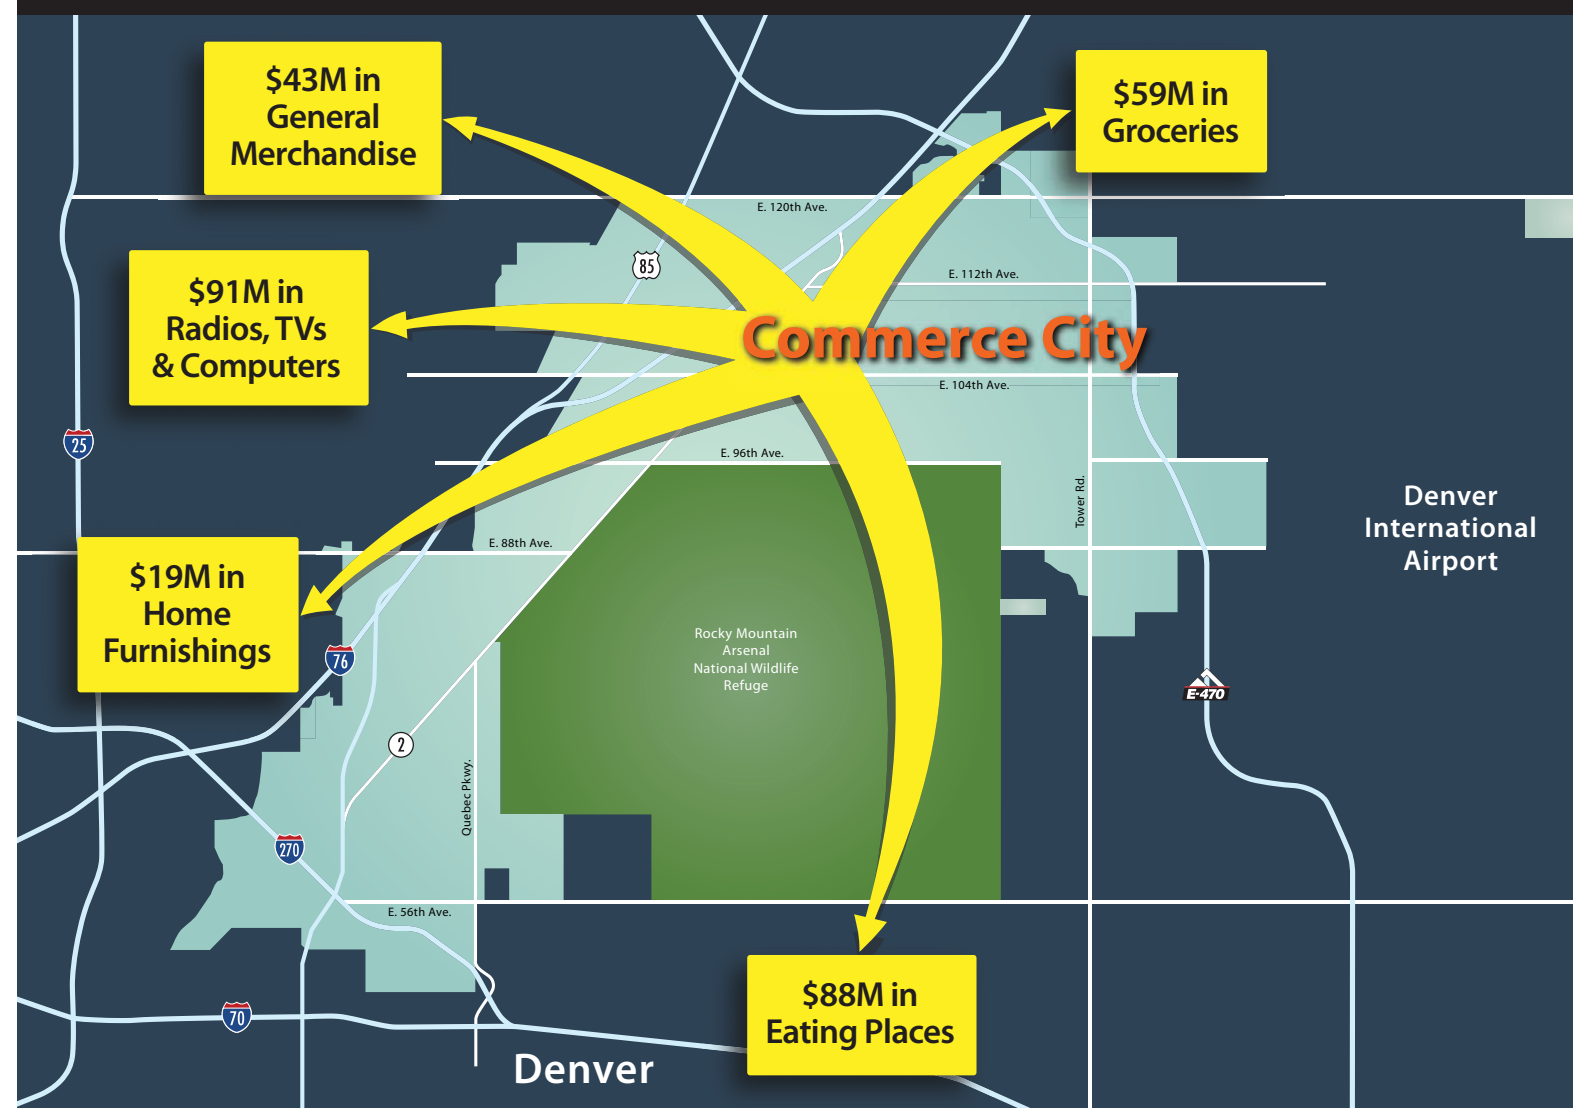 $43M in
General
Merchandise
$59M in
Groceries
E. 120th Ave.
85
E. 112th Ave.
$91M in
Radios, TVs
& Computers
Commerce City
E. 104th Ave.
25
E. 96th Ave.
Tower Rd.
Denver
International
Airport
E. 88th Ave.
$19M in
Home
Furnishings
76
Rocky Mountain
Arsenal
National Wildlife
Refuge
E-470
2
Quebec Pkwy.
270
E. 56th Ave.
$88M in
Eating Places
70
Denver